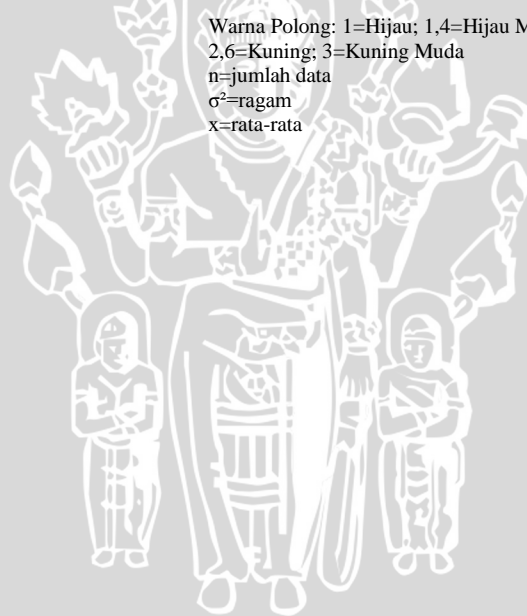 Warna Polong: 1=Hijau; 1,4=Hijau
2,6=Kuning; 3=Kuning Muda
n=jumlah data
σ²=ragam
x=rata-rata